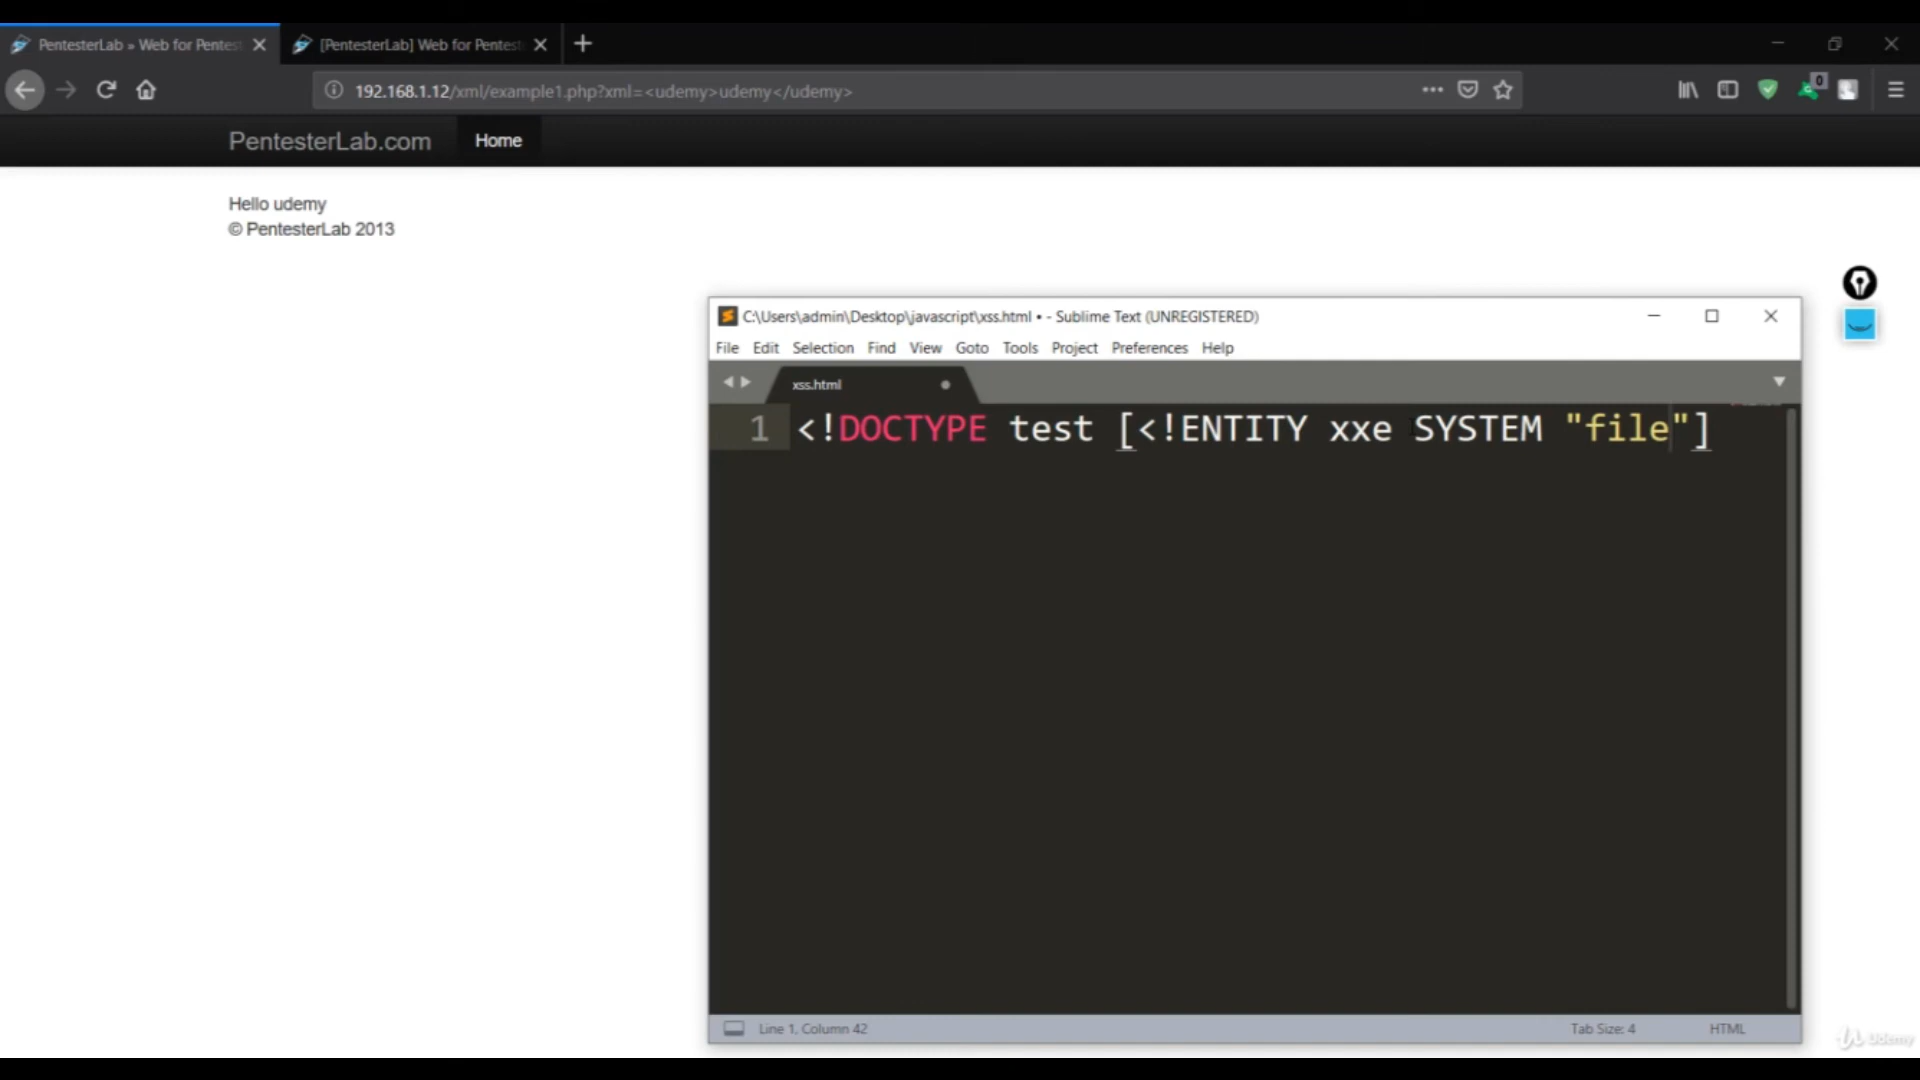 PentesterLab » Web for Pentest
[PentesterLab] Web for Pentest
192.168.1.12/xml/example1.php?xml=<udemy>udemy</udemy>
0
PentesterLab.com Home
Hello udemy
© PentesterLab 2013
C:\Users\admin\Desktop\javascript\xss.html • - Sublime Text (UNREGISTERED)
File Edit Selection Find View Goto Tools Project Preferences Help
xss.html
1 <!DOCTYPE test [<!ENTITY xxe SYSTEM "file"]
Line 1, Column 42
Tab Size: 4
HTML
Udemy